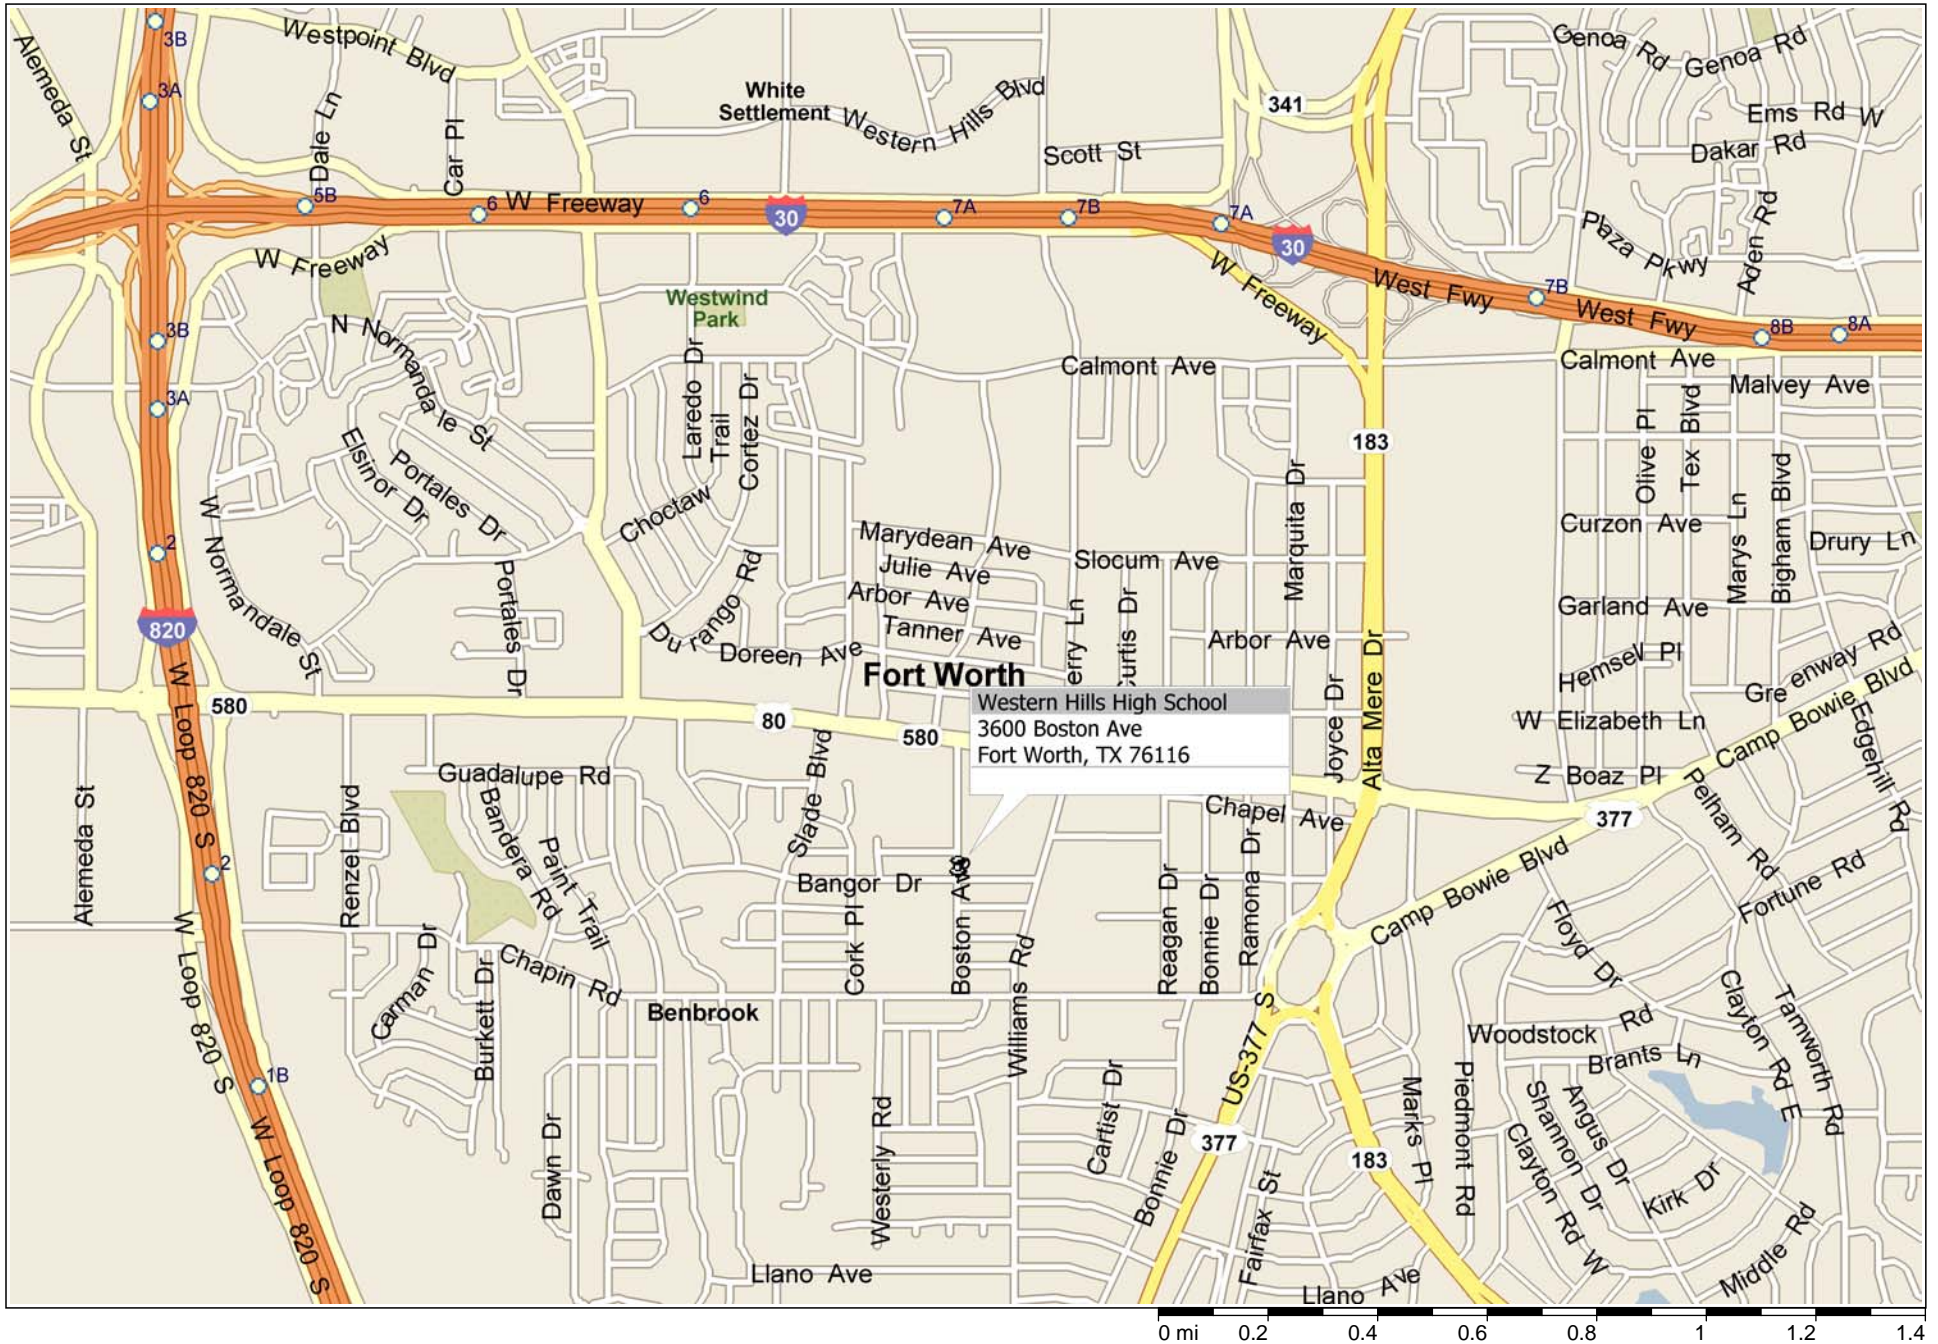 3B
Westpoint Blvd
Genoa Rd
Genoa Rd
Alemeda St
3A
Dale Ln
Car Pl
White
Settlement
Western Hills Blvd
341
Ems Rd W
Scott St
Dakar Rd
5B
6
W Freeway
6
30
7A
7B
7A
30
Plaza Pkwy
Aden Rd
W Freeway
W Freeway
West Fwy
7B
West Fwy
8B
8A
Westwind
Park
N Normandale St
3B
Calmont Ave
Calmont Ave
Malvey Ave
3A
Laredo Dr
Trail
Cortez Dr
Olive Pl
Tex Blvd
183
Elsinor Dr
Portales Dr
Marquita Dr
Bigham Blvd
Marys Ln
W Normandale St
Choctaw
Curzon Ave
Drury Ln
2
Marydean Ave
Slocum Ave
Julie Ave
Portales Dr
Durango Rd
Arbor Ave
Garland Ave
820
Tanner Ave
erry Ln
urtis Dr
Arbor Ave
Alta Mere Dr
Doreen Ave
Hemsell Pl
Greenway Rd
Fort Worth
W Loop 820 S
580
80
580
Western Hills High School
3600 Boston Ave
Fort Worth, TX 76116
Joyce Dr
W Elizabeth Ln
Camp Bowie Blvd
Edgehill Rd
Guadalupe Rd
Slade Blvd
Z Boaz Pl
Alemeda St
Renzel Blvd
Bandera Rd
Paint Trail
Chapel Ave
377
Pelham Rd
2
Bangor Dr
Boston Ave
Cork Pl
Reagan Dr
Bonnie Dr
Ramona Dr
Camp Bowie Blvd
Fortune Rd
W Loop 820 S
Carman Dr
Chapin Rd
Burkett Dr
Williams Rd
Floyd Dr
Clayton Rd E
Tamworth Rd
Benbrook
US-377 S
Woodstock Rd
Brants Ln
1B
W Loop 820 S
Dawn Dr
Westerly Rd
Cartist Dr
Bonnie Dr
377
183
Marks Pl
Piedmont Rd
Shannon Dr
Angus Dr
Clayton Rd W
Kirk Dr
Fairfax St
Middle Rd
Llano Ave
Llano Ave
0 mi 0.2 0.4 0.6 0.8 1 1.2 1.4